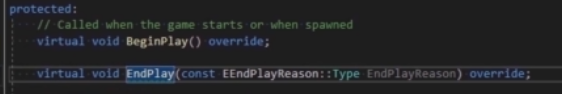 protected:
// Called when the game starts or when spawned
virtual void BeginPlay() override;
virtual void EndPlay(const EEndPlayReason::Type EndPlayReason) override;